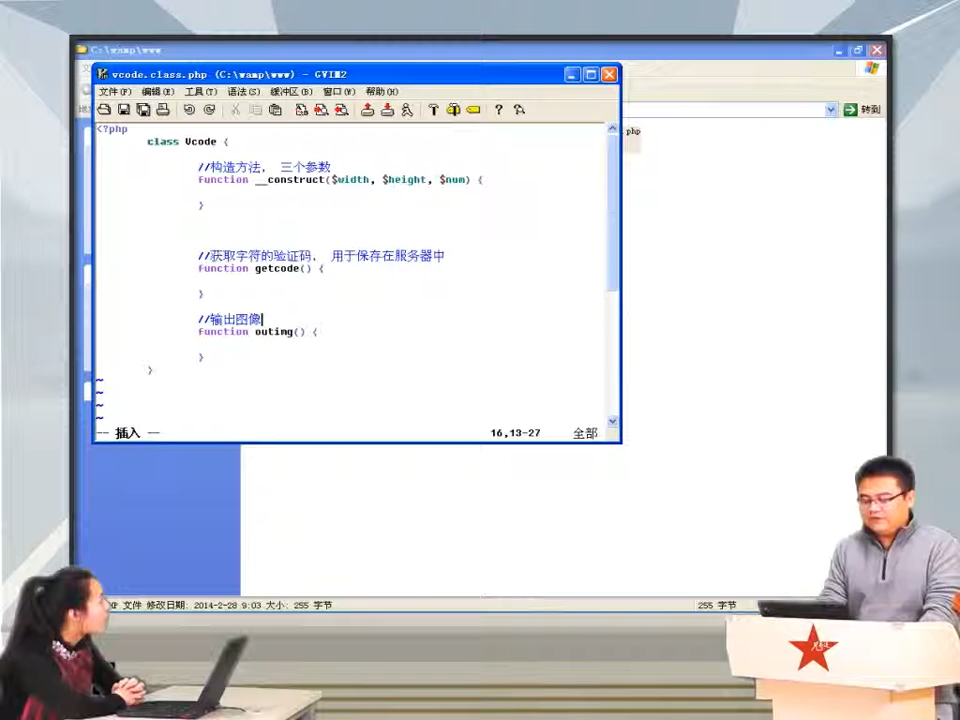 C:\wamp\www
vcode.class.php (C:\wamp\www) - GVIM2
文件(F) 编辑(E) 工具(T) 语法(S) 缓冲区(B) 窗口(W) 帮助(H)
转到
php
<?php
class Vcode {
//构造方法， 三个参数
function __construct($width, $height, $num) {
}
//获取字符的验证码， 用于保存在服务器中
function getcode() {
}
//输出图像
function outimg() {
}
}
~
~
~
~
-- 插入 --
16,13-27
全部
文件 修改日期: 2014-2-28 9:03 大小: 255 字节
255 字节